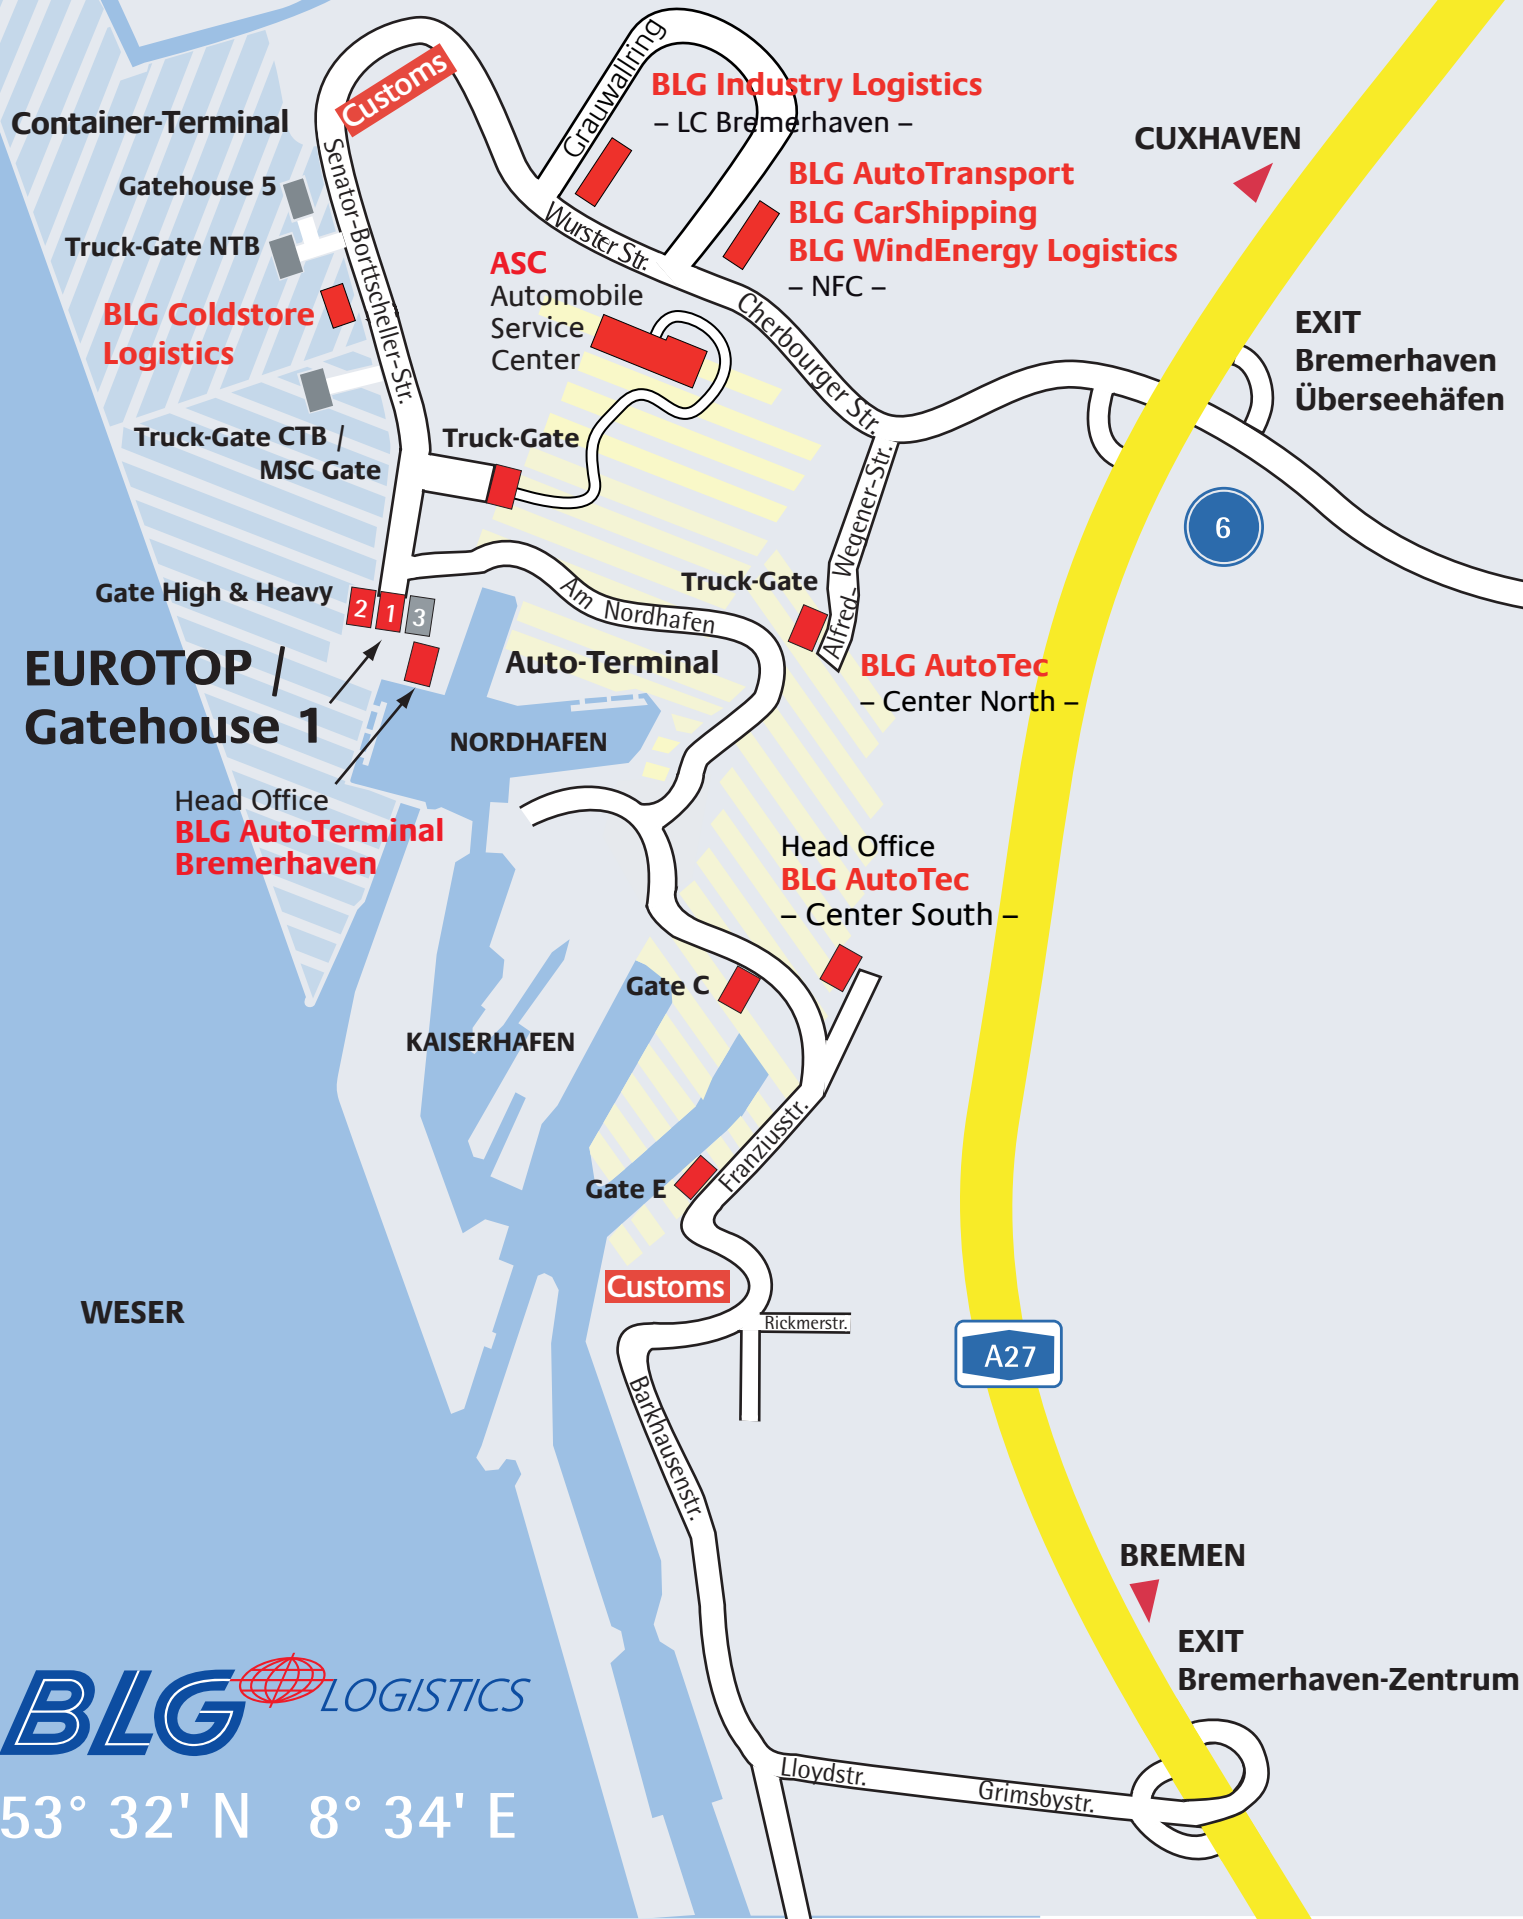 Customs
Grauwallring
BLG Industry Logistics
– LC Bremerhaven –
Container-Terminal
CUXHAVEN
Gatehouse 5
Senator-Borttscheller-Str.
BLG AutoTransport
BLG CarShipping
BLG WindEnergy Logistics
– NFC –
Wurster Str.
Truck-Gate NTB
ASC
Automobile
Service
Center
BLG Coldstore
Logistics
Cherbourger Str.
EXIT
Bremerhaven
Überseehäfen
Truck-Gate CTB /
MSC Gate
Truck-Gate
6
Alfred- Wegener-Str.
Truck-Gate
Gate High & Heavy
2
1
3
Am Nordhafen
EUROTOP /
Gatehouse 1
Auto-Terminal
BLG AutoTec
– Center North –
NORDHAFEN
Head Office
BLG AutoTerminal
Bremerhaven
Head Office
BLG AutoTec
– Center South –
Gate C
KAISERHAFEN
Franziusstr.
Gate E
Customs
WESER
Rickmerstr.
A27
Barkhausenstr.
BREMEN
EXIT
Bremerhaven-Zentrum
BLG LOGISTICS
Lloydstr.
Grimsbystr.
53° 32' N 8° 34' E